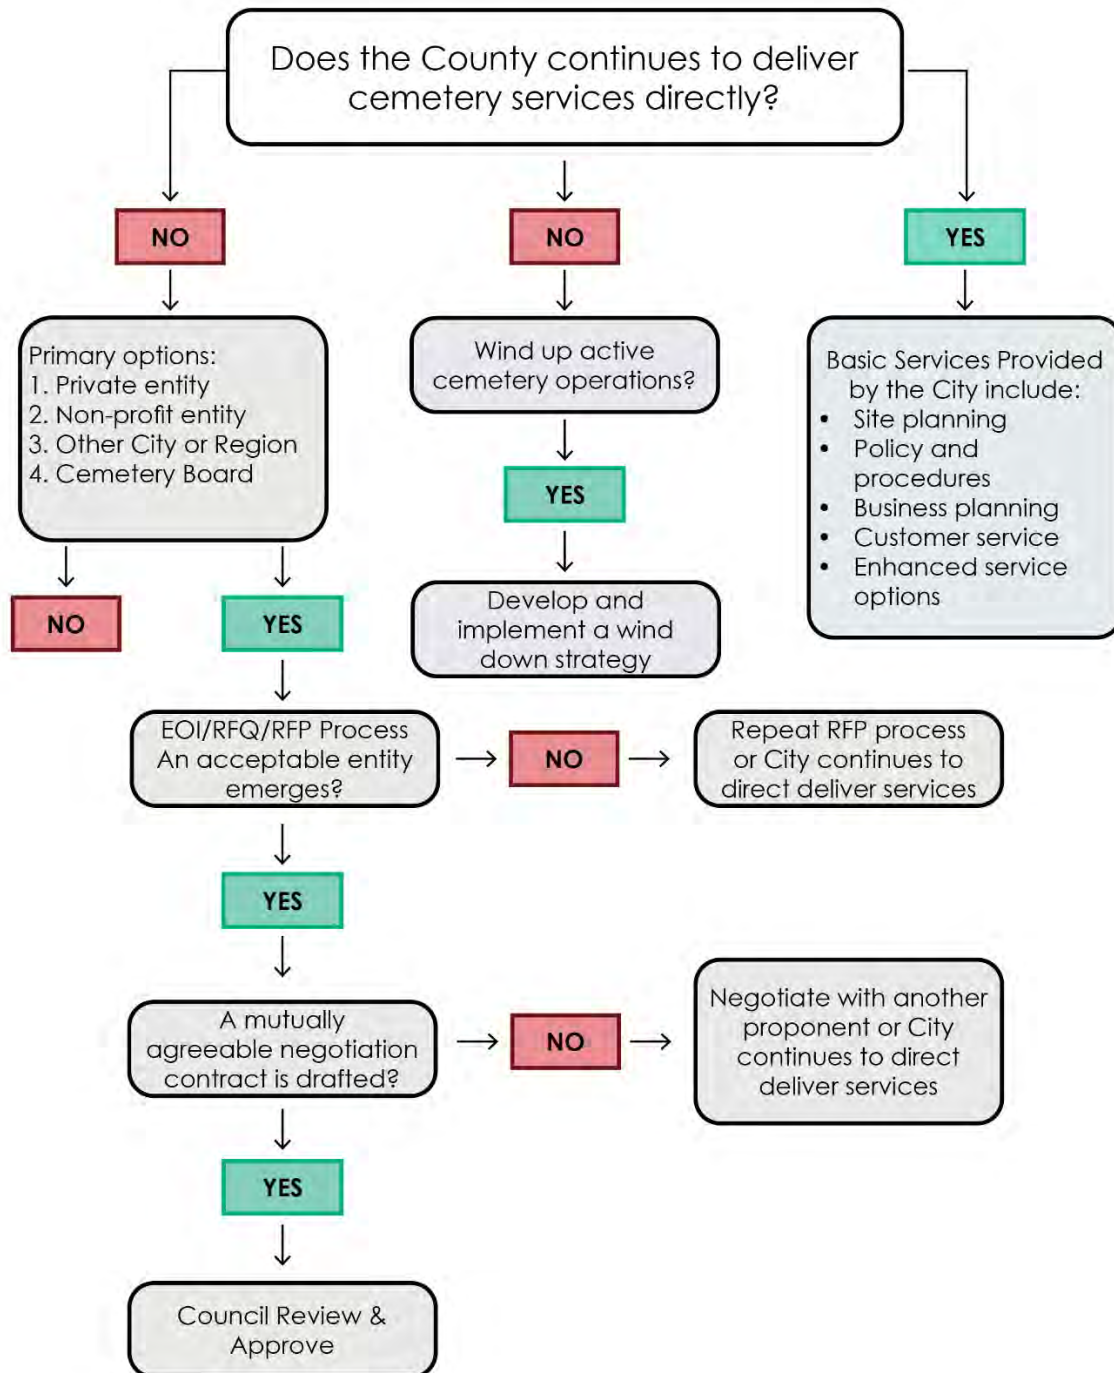 Does the County continues to deliver
cemetery services directly?
NO
NO
YES
Primary options:
1. Private entity
2. Non-profit entity
3. Other City or Region
4. Cemetery Board
Wind up active
cemetery operations?
Basic Services Provided
by the City include:
• Site planning
• Policy and
procedures
• Business planning
• Customer service
• Enhanced service
options
YES
NO
YES
Develop and
implement a wind
down strategy
EOI/RFQ/RFP Process
An acceptable entity
emerges?
NO
Repeat RFP process
or City continues to
direct deliver services
YES
A mutually
agreeable negotiation
contract is drafted?
NO
Negotiate with another
proponent or City
continues to direct
deliver services
YES
Council Review &
Approve